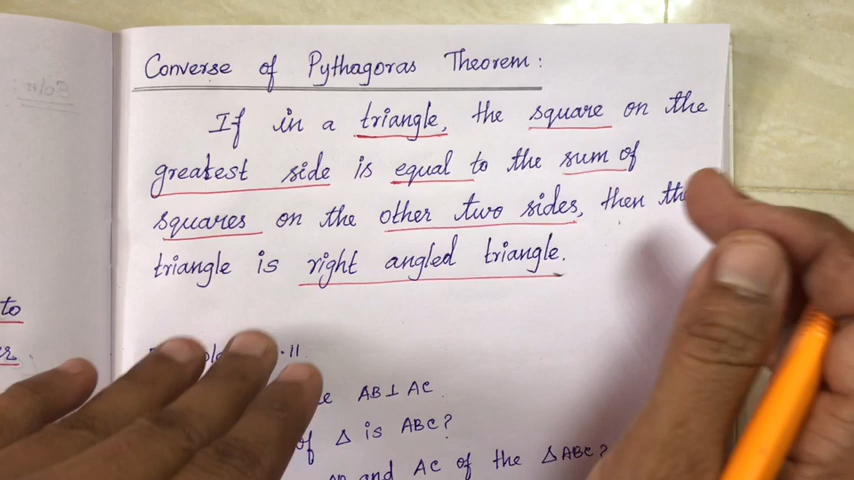 Converse of Pythagoras Theorem:
If in a triangle, the square on the
greatest side is equal to the sum of
squares on the other two sides, then the
triangle is right angled triangle.
to
.11
AB⊥AC
of Δ is ABC?
and AC of the ΔABC?